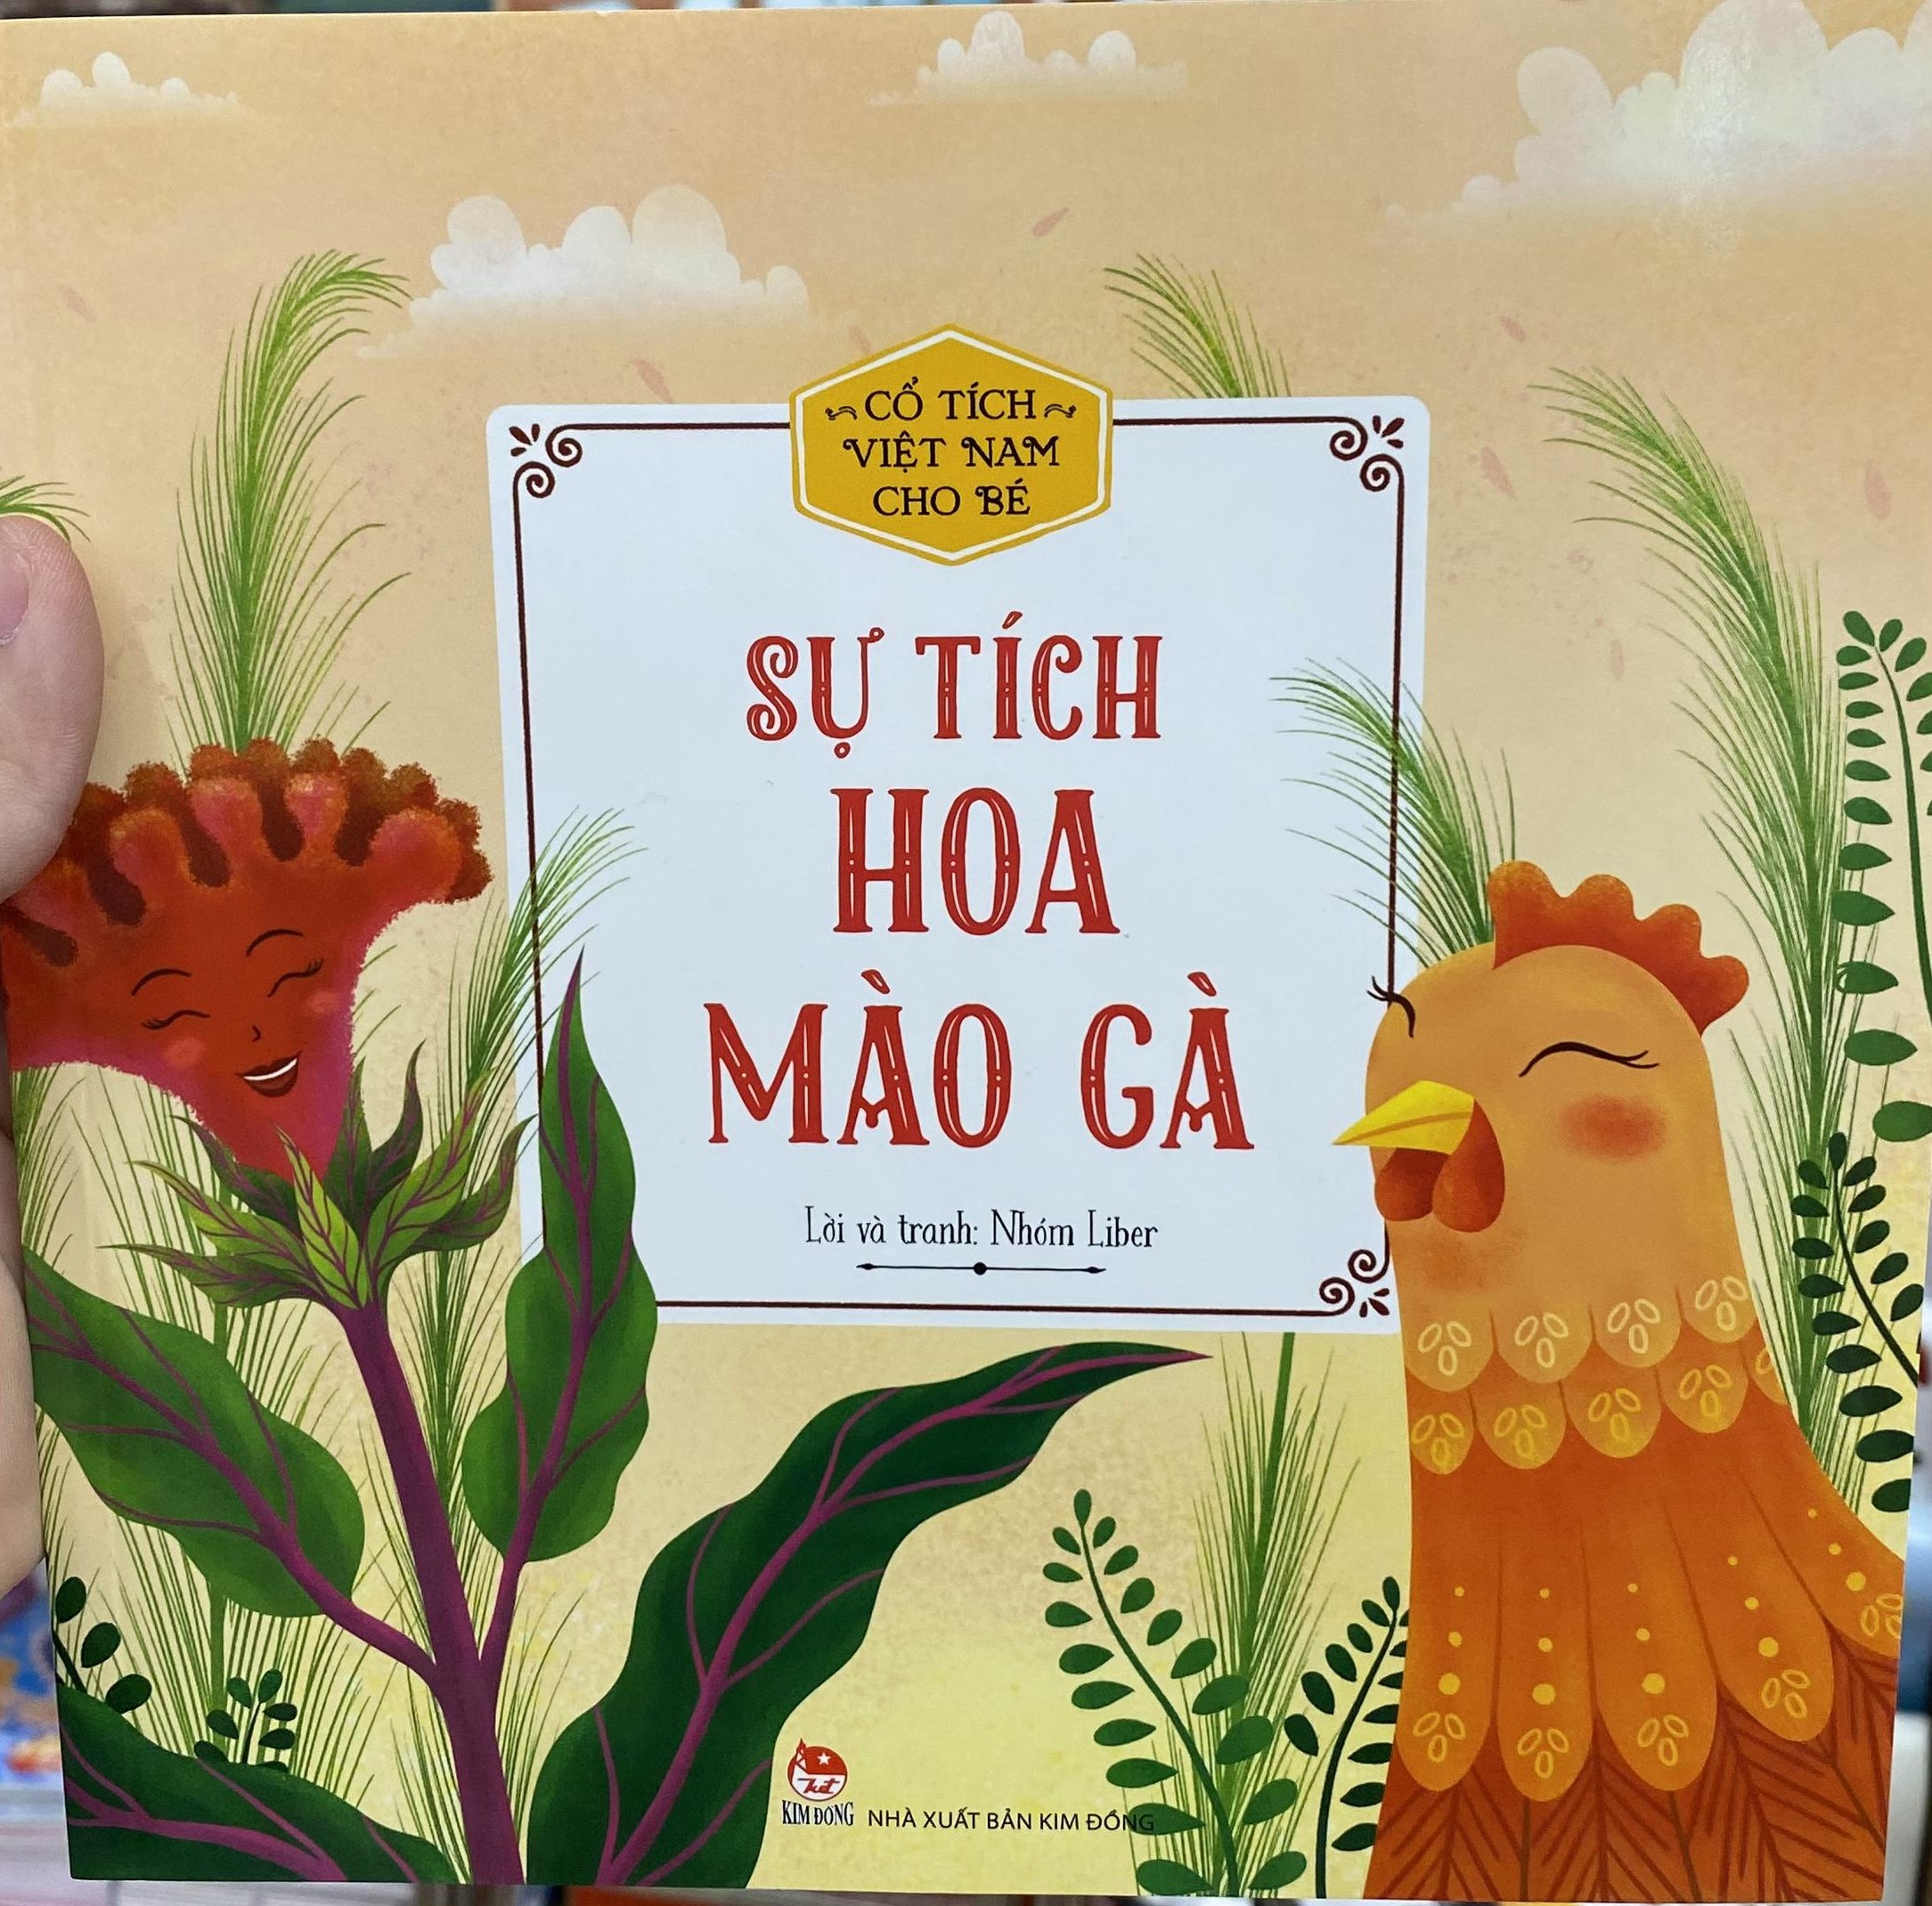 CỔ TÍCH
VIỆT NAM
CHO BÉ
SỰ TÍCH
HOA
MÀO GÀ
Lời và tranh: Nhóm Liber
kđ
KIM ĐỒNG NHÀ XUẤT BẢN KIM ĐỒNG